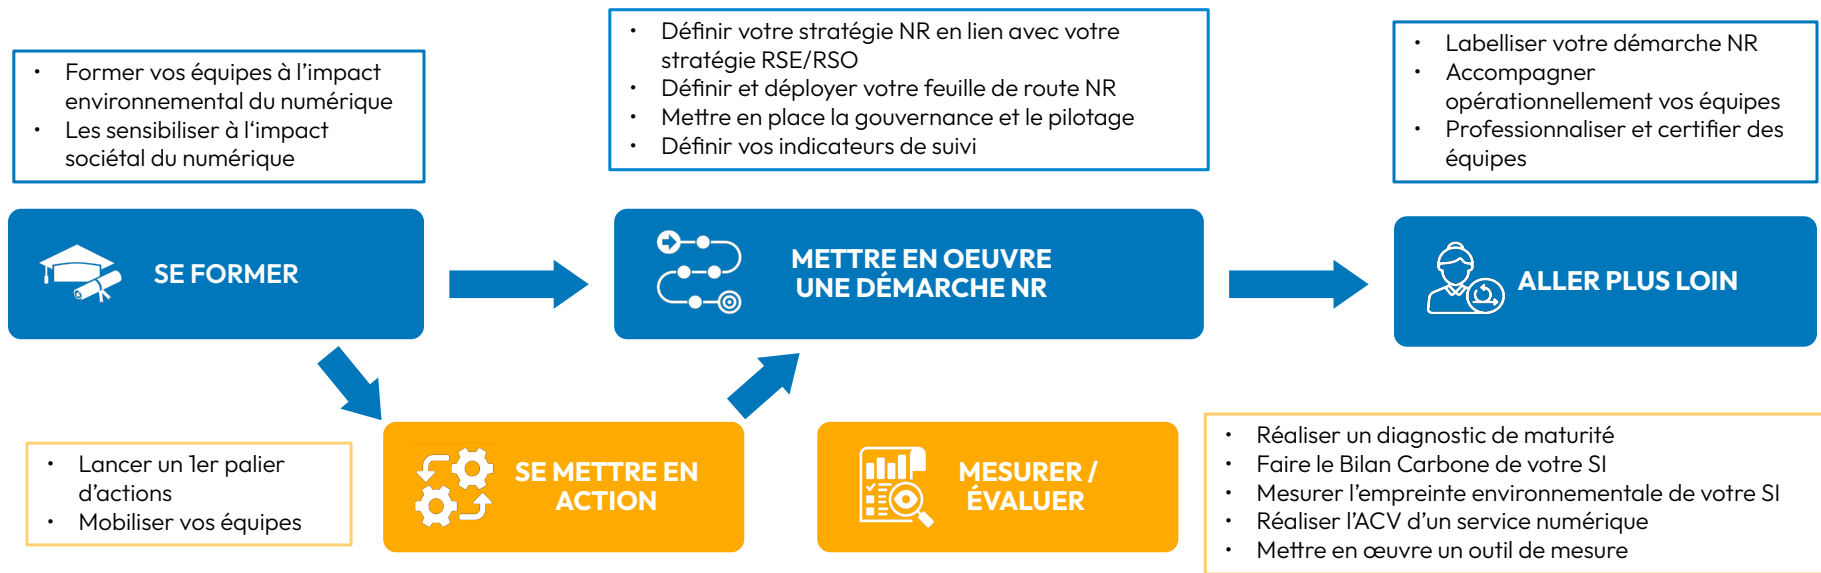 • Former vos équipes à l'impact
environnemental du numérique
• Les sensibiliser à l‘impact
sociétal du numérique
• Définir votre stratégie NR en lien avec votre
stratégie RSE/RSO
• Définir et déployer votre feuille de route NR
• Mettre en place la gouvernance et le pilotage
• Définir vos indicateurs de suivi
• Labelliser votre démarche NR
• Accompagner
opérationnellement vos équipes
• Professionnaliser et certifier des
équipes
SE FORMER
METTRE EN OEUVRE
UNE DÉMARCHE NR
ALLER PLUS LOIN
• Lancer un 1er palier
d'actions
• Mobiliser vos équipes
SE METTRE EN
ACTION
MESURER /
ÉVALUER
• Réaliser un diagnostic de maturité
• Faire le Bilan Carbone de votre SI
• Mesurer l'empreinte environnementale de votre SI
• Réaliser l'ACV d'un service numérique
• Mettre en œuvre un outil de mesure